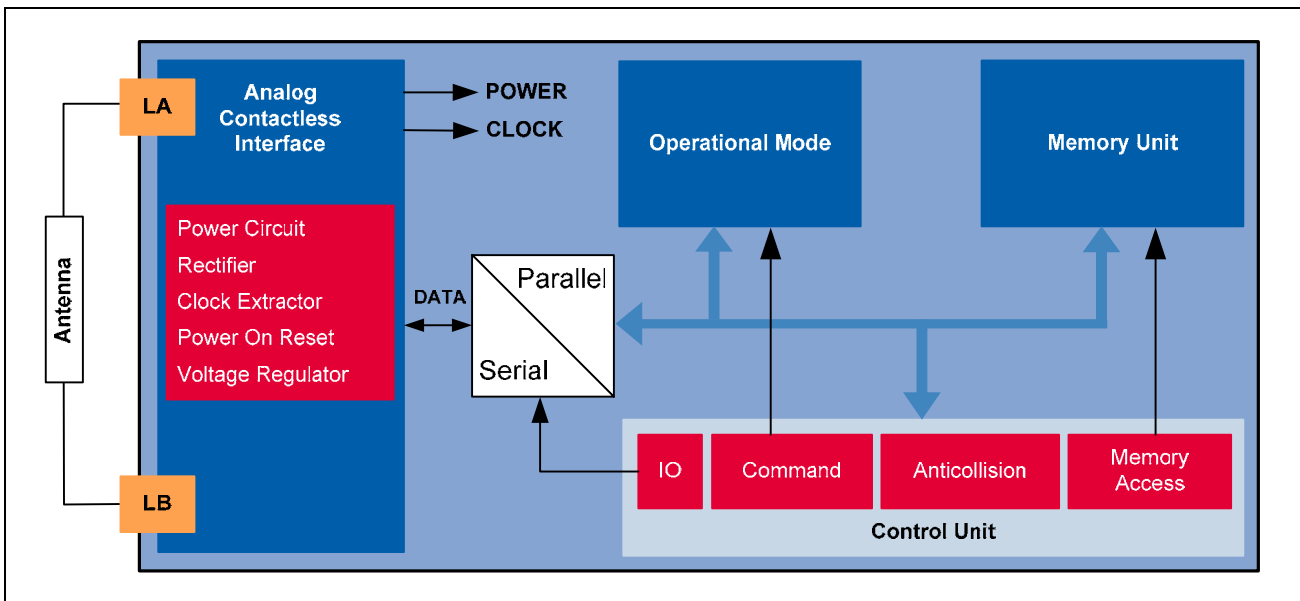 LA
Analog
Contactless
Interface
POWER
CLOCK
Operational Mode
Memory Unit
Power Circuit
Rectifier
Clock Extractor
Power On Reset
Voltage Regulator
Antenna
DATA
Parallel
Serial
LB
IO
Command
Anticollision
Memory
Access
Control Unit